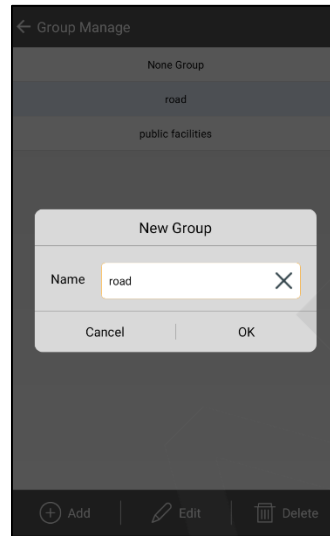 Group Manage
None Group
road
public facilities
New Group
Name road
Cancel OK
Add Edit Delete